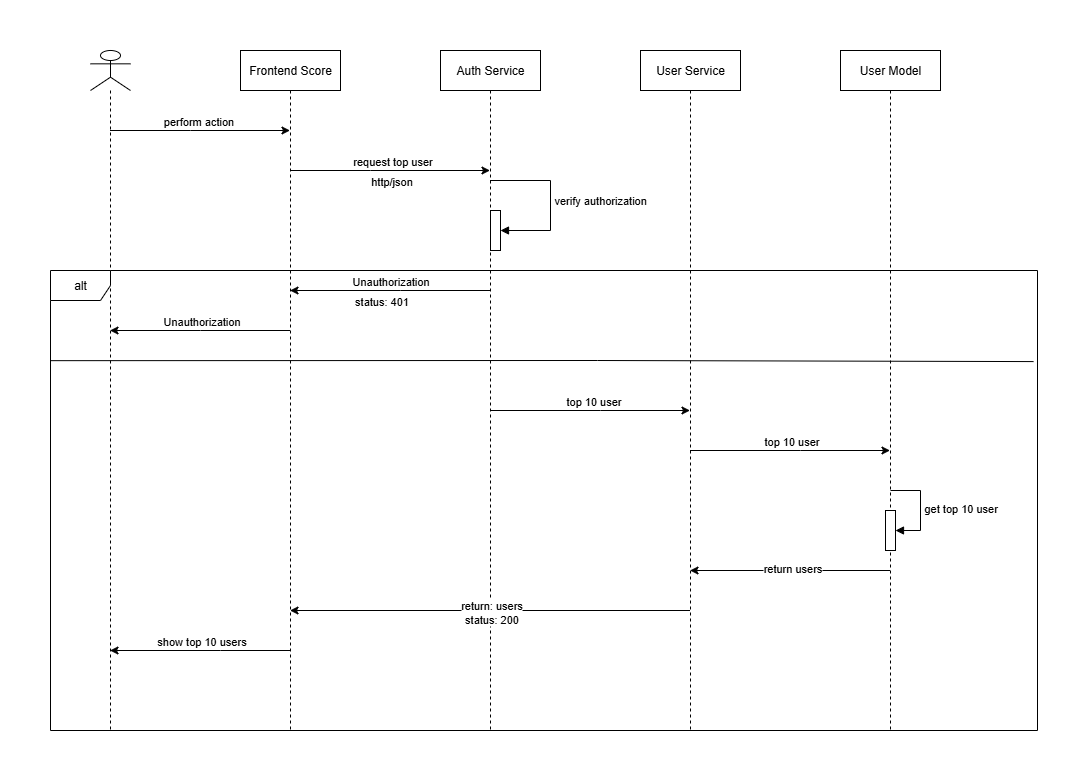 Frontend Score
Auth Service
User Service
User Model
perform action
request top user
http/json
verify authorization
alt
Unauthorization
status: 401
Unauthorization
top 10 user
top 10 user
get top 10 user
return users
return: users
status: 200
show top 10 users